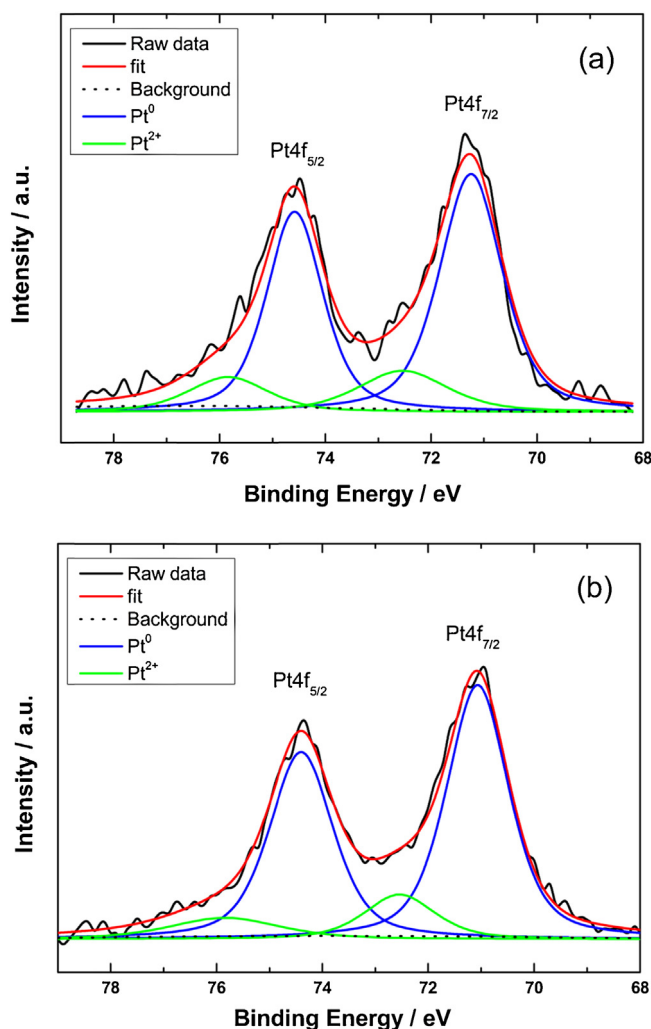 Raw data
fit
Background
Pt⁰
Pt²⁺
(a)
Pt4f₇/₂
Pt4f₅/₂
Intensity / a.u.
78 76 74 72 70 68
Binding Energy / eV
Raw data
fit
Background
Pt⁰
Pt²⁺
(b)
Pt4f₇/₂
Pt4f₅/₂
Intensity / a.u.
78 76 74 72 70 68
Binding Energy / eV